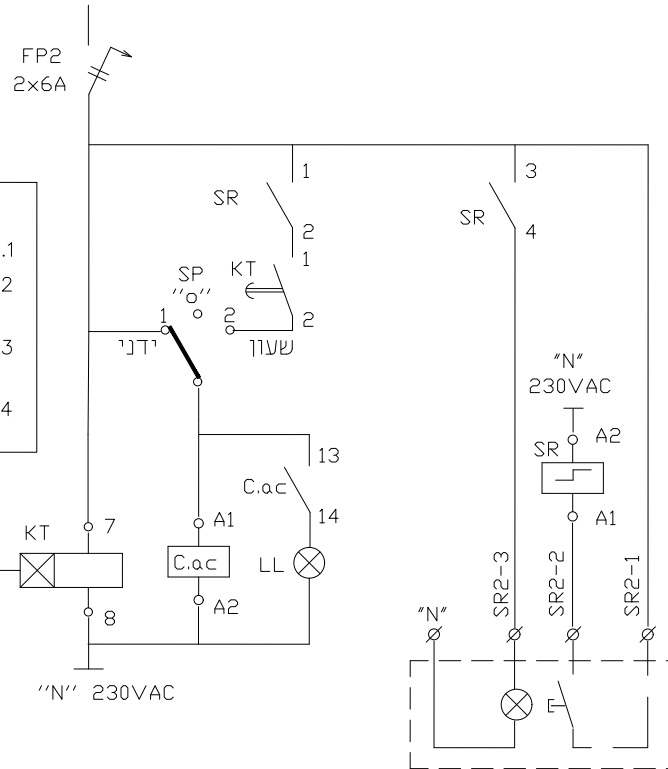 FP2
2x6A
1
SR
2
3
SR
4
.1
2
3
4
SP
"o"
KT
1
2
1
2
ידני
שעון
"N"
230VAC
A2
SR
A1
13
C.ac
14
KT
7
8
A1
C.ac
A2
LL
"N"
SR2-3
SR2-2
SR2-1
"N" 230VAC